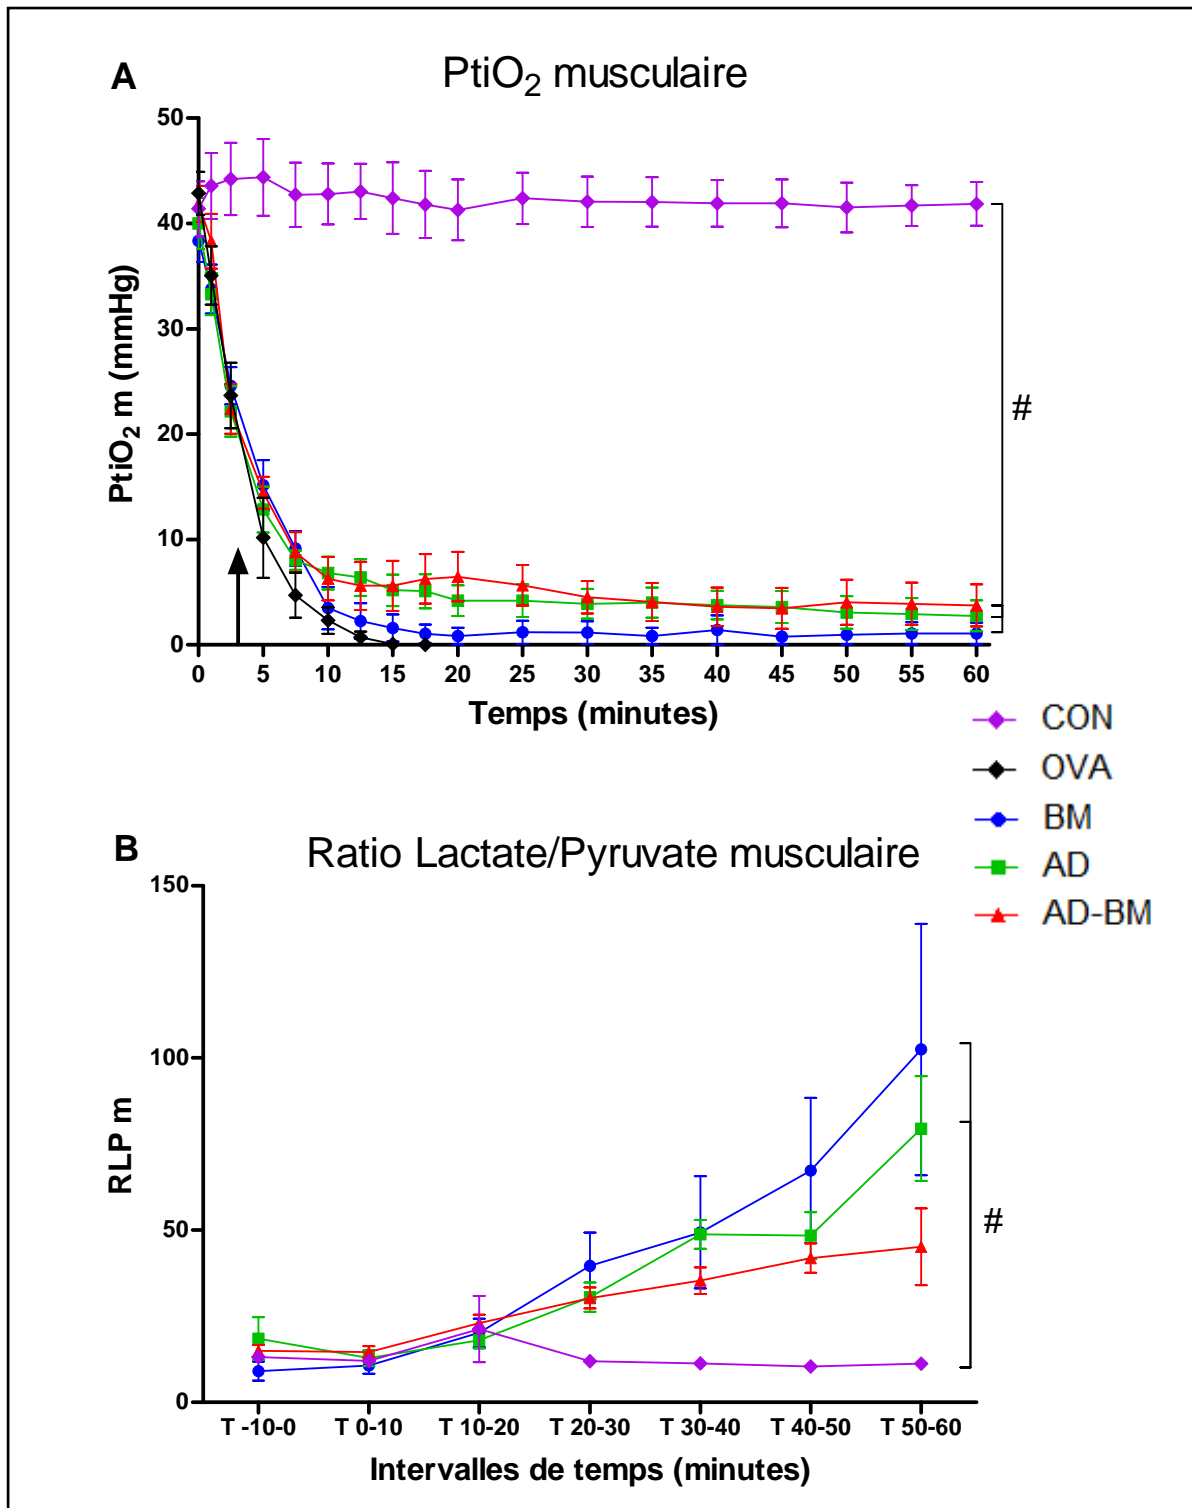 A
PtiO2 musculaire
PtiO2 m (mmHg)
50
40
30
20
10
0
0 5 10 15 20 25 30 35 40 45 50 55 60
Temps (minutes)
#
CON
OVA
BM
AD
AD-BM
B
Ratio Lactate/Pyruvate musculaire
RLP m
150
100
50
0
T -10-0 T 0-10 T 10-20 T 20-30 T 30-40 T 40-50 T 50-60
Intervalles de temps (minutes)
#